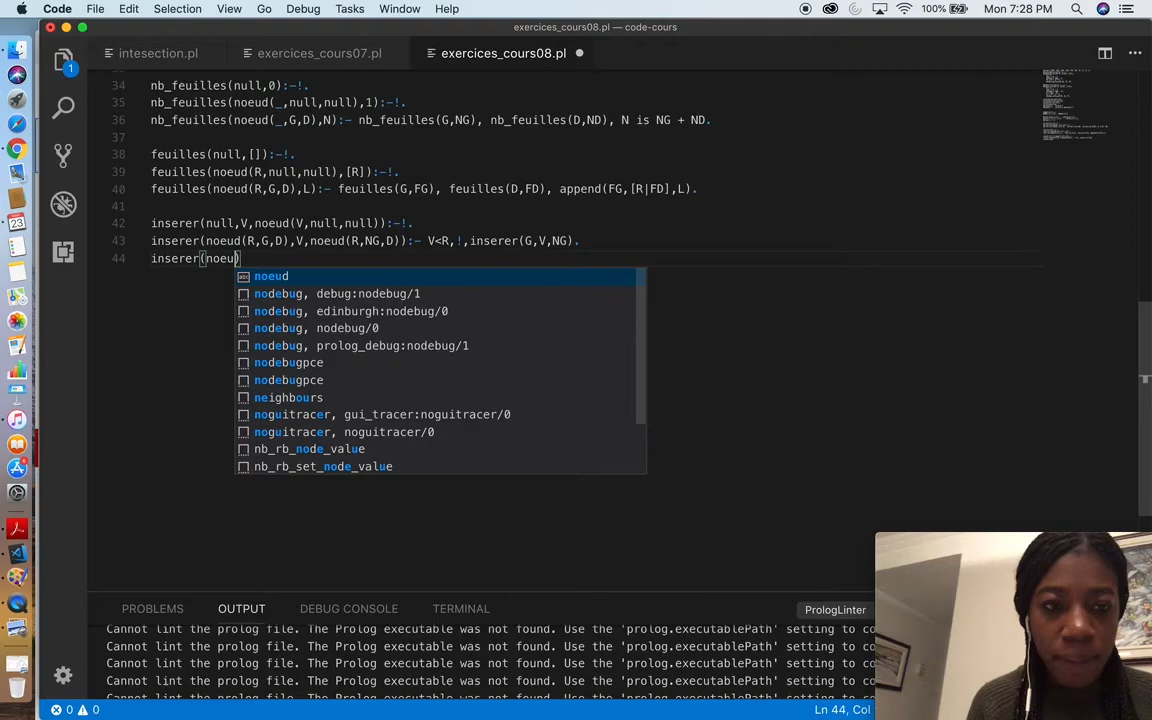 Code File Edit Selection View Go Debug Tasks Window Help 100% Mon 7:28 PM
exercices_cours08.pl — code-cours
intesection.pl exercices_cours07.pl exercices_cours08.pl
1
23
34 nb_feuilles(null,0):-!.
35 nb_feuilles(noeud(_,null,null),1):-!.
36 nb_feuilles(noeud(_,G,D),N):- nb_feuilles(G,NG), nb_feuilles(D,ND), N is NG + ND.
37
38 feuilles(null,[]):-!.
39 feuilles(noeud(R,null,null),[R]):-!.
40 feuilles(noeud(R,G,D),L):- feuilles(G,FG), feuilles(D,FD), append(FG,[R|FD],L).
41
42 inserer(null,V,noeud(V,null,null)):-!.
43 inserer(noeud(R,G,D),V,noeud(R,NG,D)):- V<R,!,inserer(G,V,NG).
44 inserer(noeu)
noeud
nodebug, debug:nodebug/1
nodebug, edinburgh:nodebug/0
nodebug, nodebug/0
nodebug, prolog_debug:nodebug/1
nodebugpce
nodebugpce
neighbours
noguitracer, gui_tracer:noguitracer/0
noguitracer, noguitracer/0
nb_rb_node_value
nb_rb_set_node_value
PROBLEMS OUTPUT DEBUG CONSOLE TERMINAL PrologLinter
Cannot lint the prolog file. The Prolog executable was not found. Use the 'prolog.executablePath' setting to co
Cannot lint the prolog file. The Prolog executable was not found. Use the 'prolog.executablePath' setting to co
Cannot lint the prolog file. The Prolog executable was not found. Use the 'prolog.executablePath' setting to co
Cannot lint the prolog file. The Prolog executable was not found. Use the 'prolog.executablePath' setting to co
Cannot lint the prolog file. The Prolog executable was not found. Use the 'prolog.executablePath' setting to co
0 0 Ln 44, Col